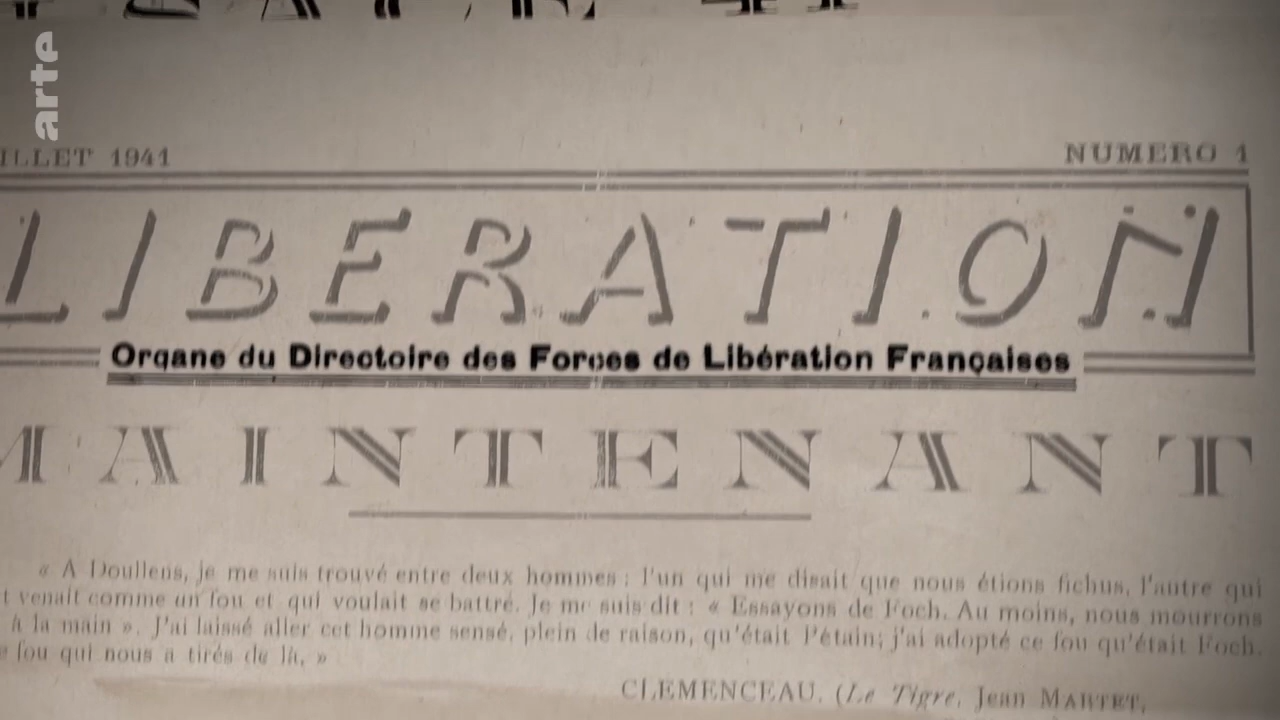 arte
ILLET 1941 NUMERO 1
LIBERATION
Organe du Directoire des Forces de Libération Françaises
MAINTENANT
« A Doullens, je me suis trouvé entre deux hommes : l'un qui me disait que nous étions fichus, l'autre qui
t venait comme un fou et qui voulait se battre. Je me suis dit : « Essayons de Foch. Au moins, nous mourrons
à la main ». J'ai laissé aller cet homme sensé, plein de raison, qu'était Pétain; j'ai adopté ce fou qu'était Foch.
e fou qui nous a tirés de là. »
CLEMENCEAU. (Le Tigre, Jean MARTET,